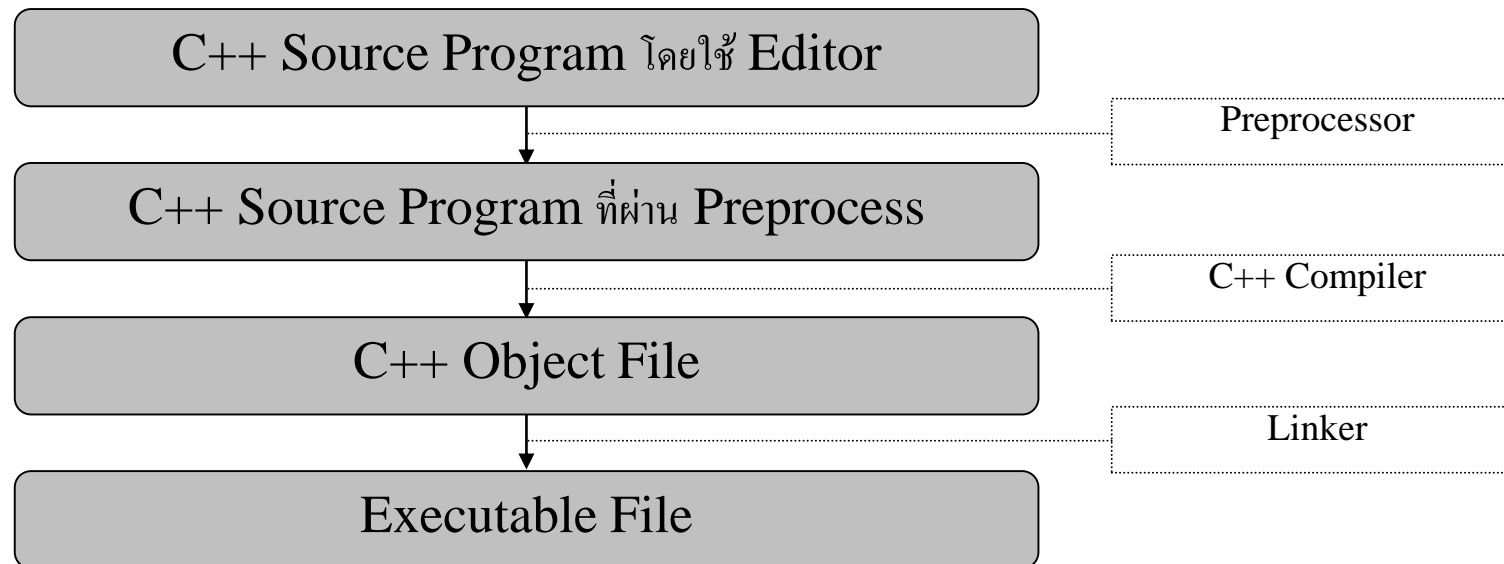 C++ Source Program โดยใช้ Editor
Preprocessor
C++ Source Program ที่ผ่าน Preprocess
C++ Compiler
C++ Object File
Linker
Executable File